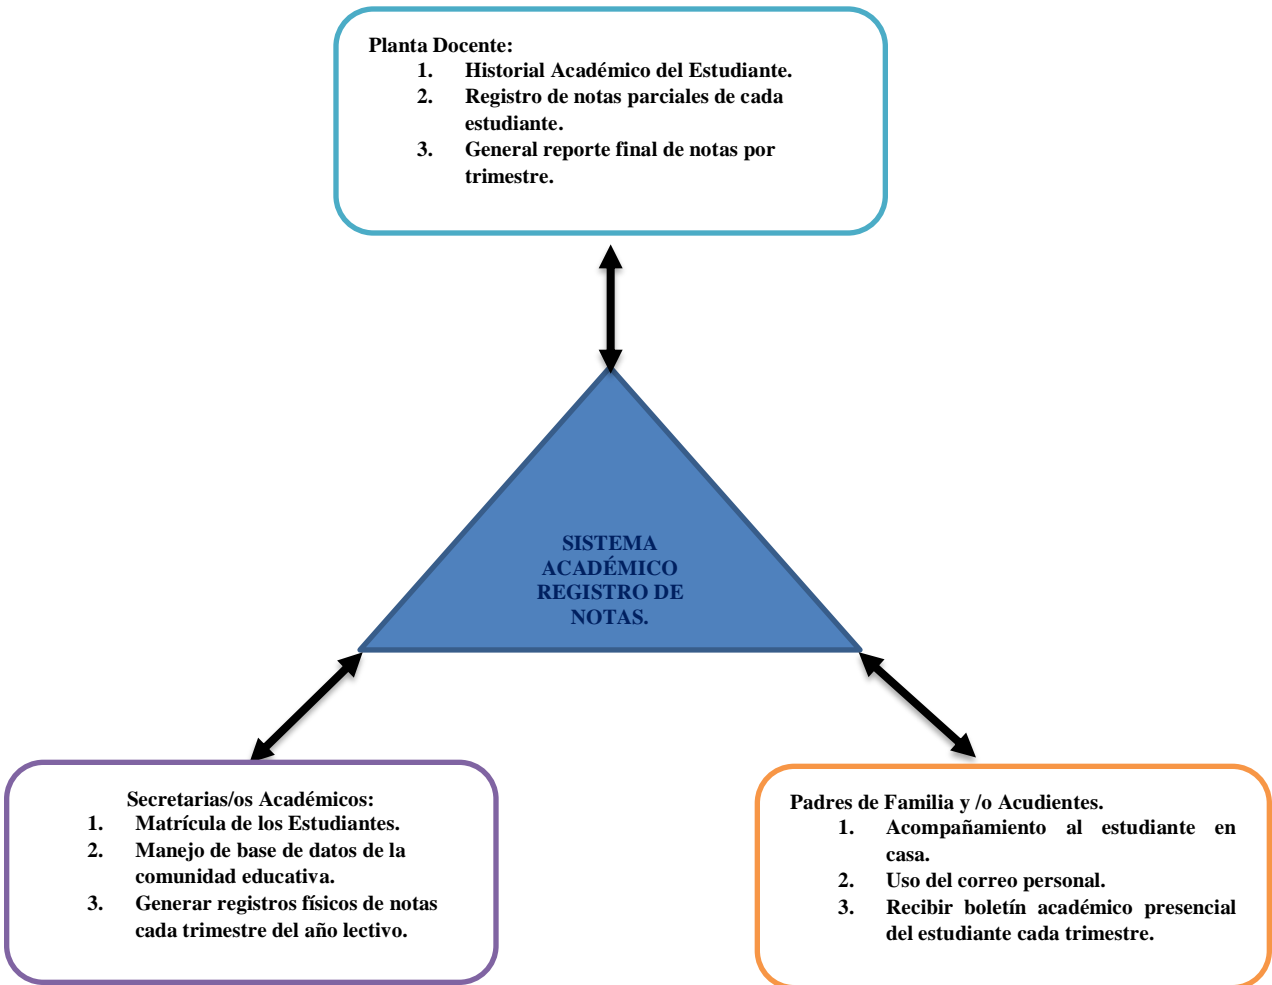 Planta Docente:
1. Historial Académico del Estudiante.
2. Registro de notas parciales de cada
estudiante.
3. General reporte final de notas por
trimestre.
SISTEMA
ACADÉMICO
REGISTRO DE
NOTAS.
Secretarias/os Académicos:
1. Matrícula de los Estudiantes.
2. Manejo de base de datos de la
comunidad educativa.
3. Generar registros físicos de notas
cada trimestre del año lectivo.
Padres de Familia y /o Acudientes.
1. Acompañamiento al estudiante en
casa.
2. Uso del correo personal.
3. Recibir boletín académico presencial
del estudiante cada trimestre.